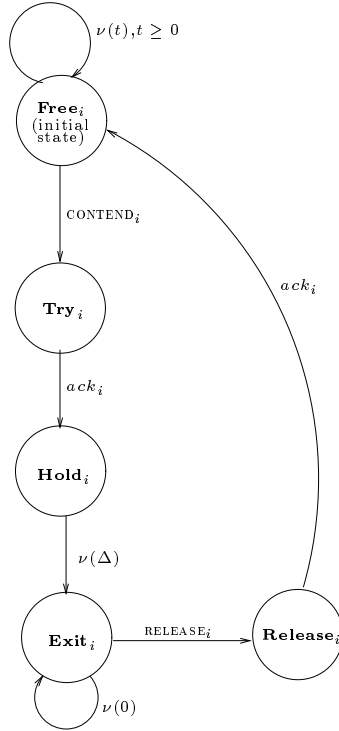 ν(t),t ≥ 0
Free_i
(initial
state)
CONTEND_i
ack_i
Try_i
ack_i
Hold_i
ν(Δ)
RELEASE_i
Exit_i
Release_i
ν(0)